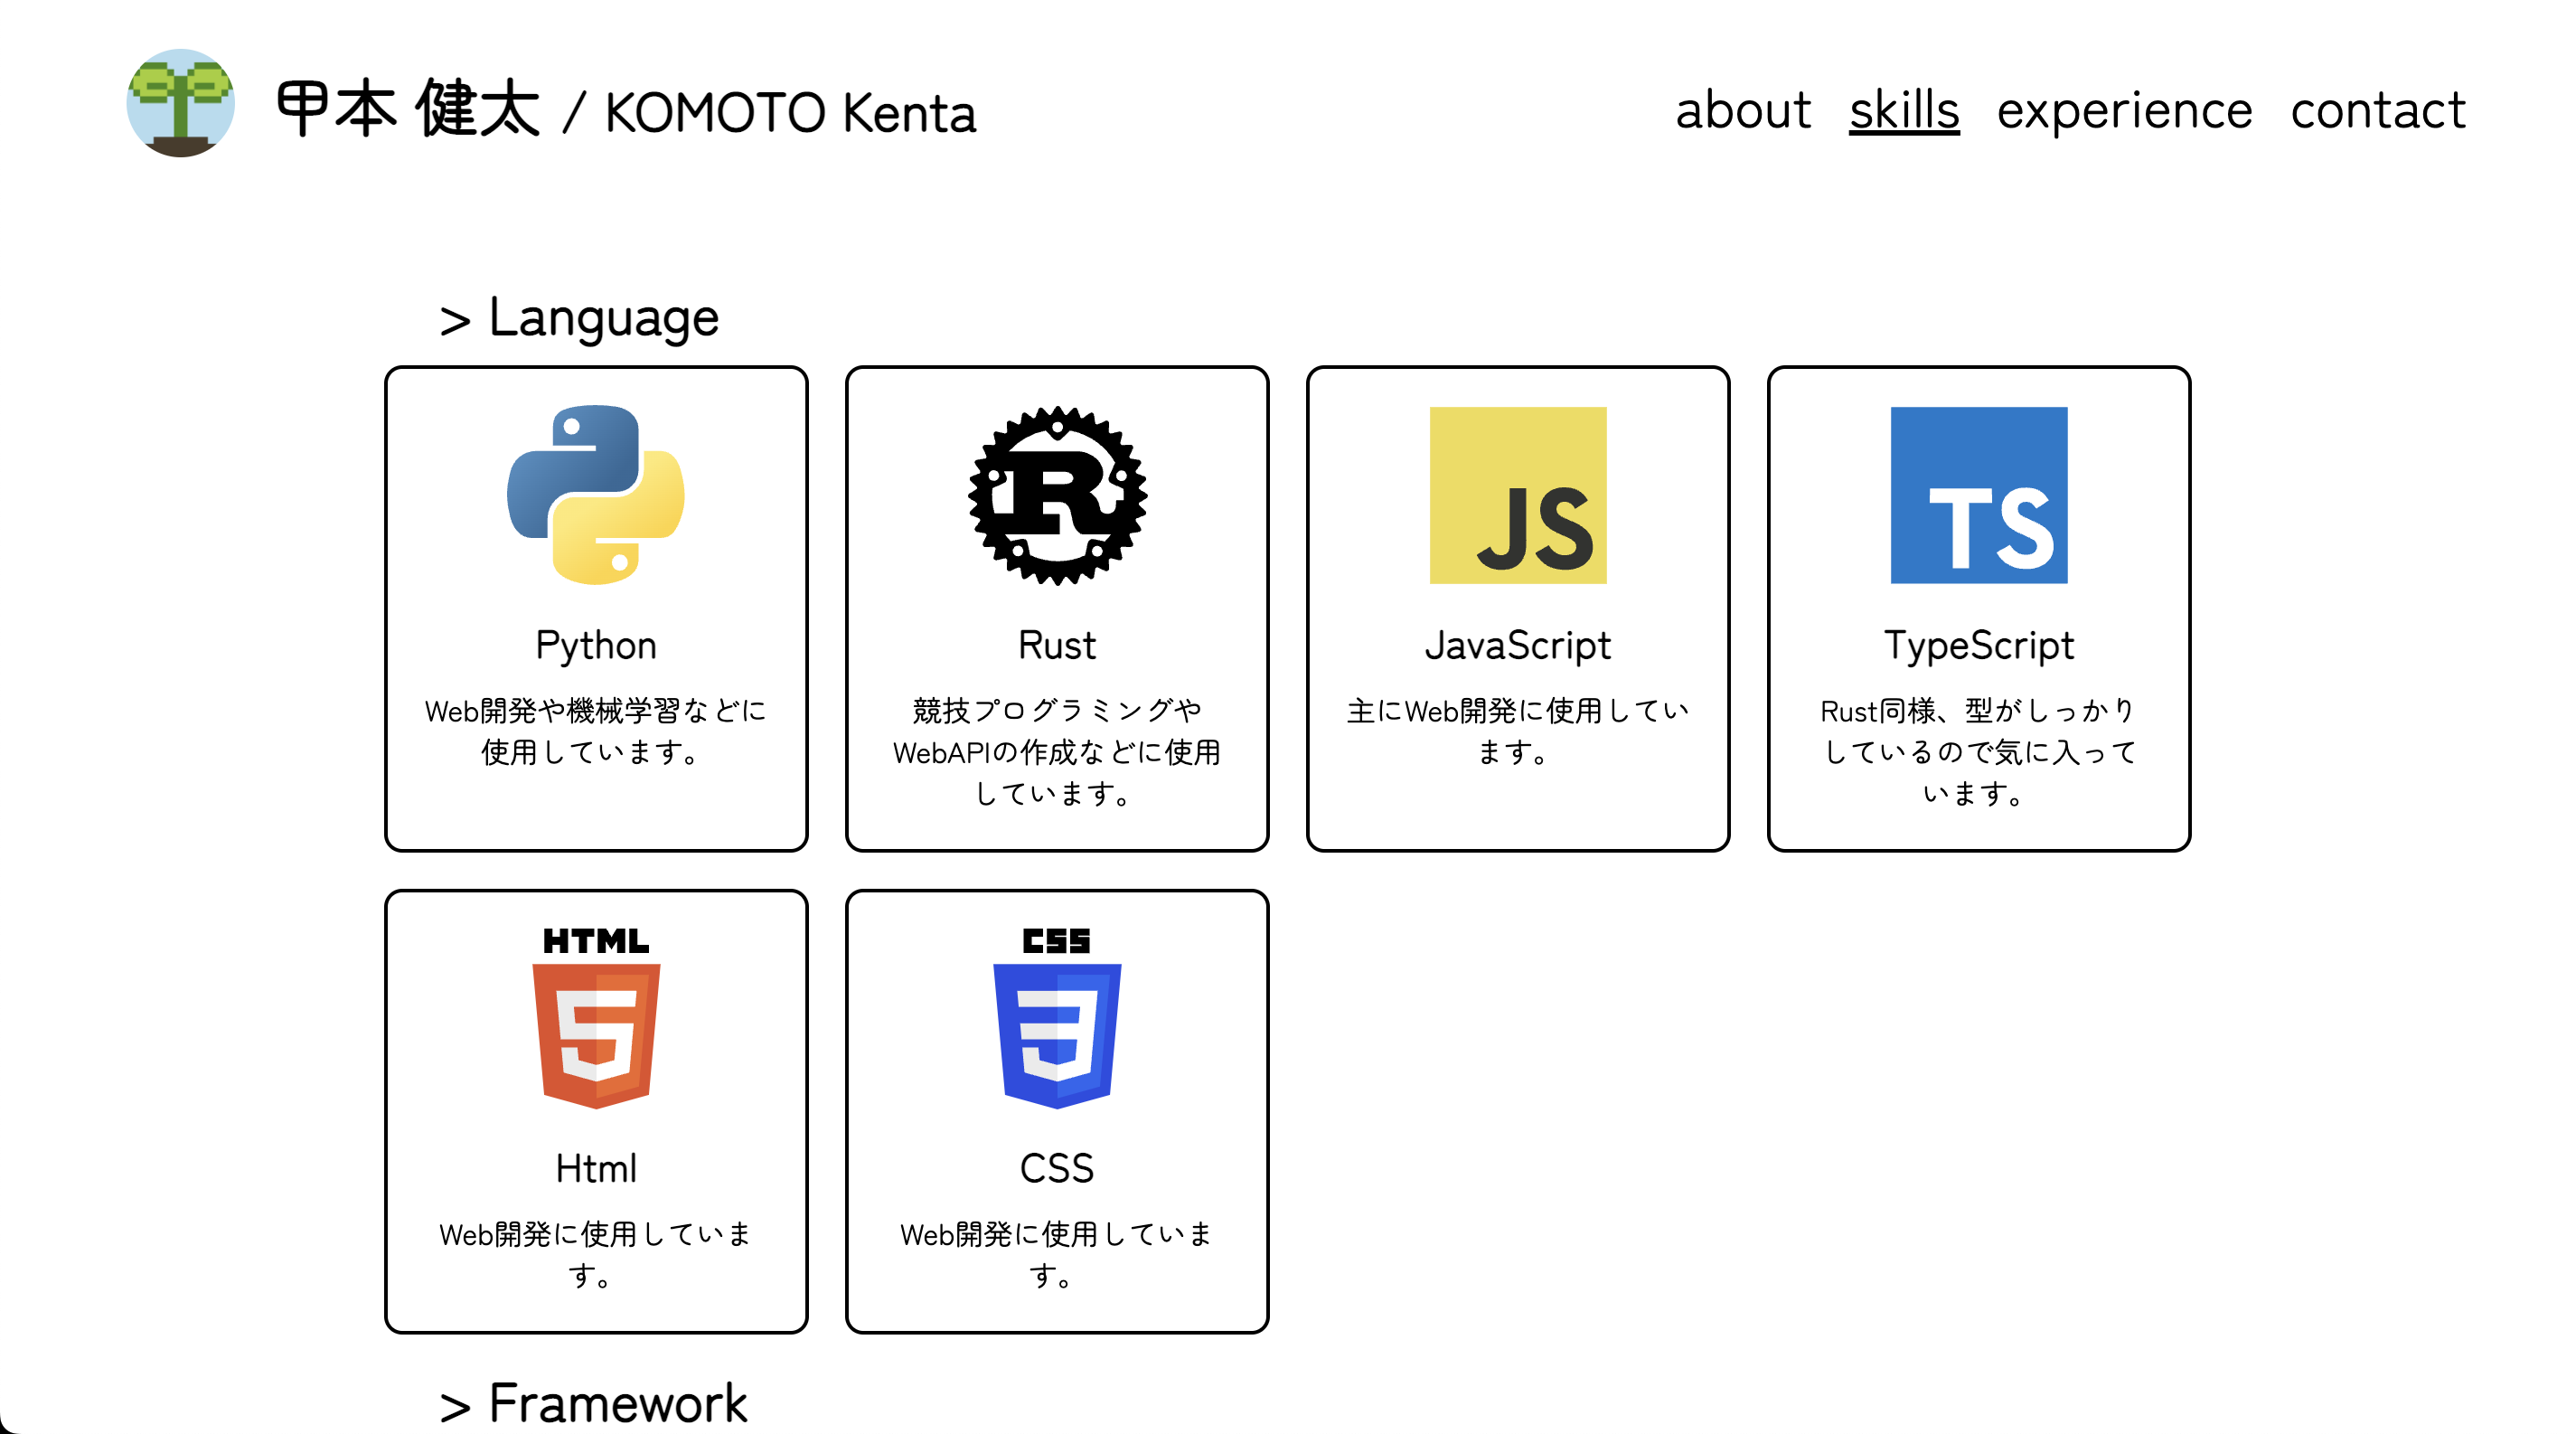 甲本 健太 / KOMOTO Kenta
about skills experience contact
> Language
JS
TS
Python
Web開発や機械学習などに
使用しています。
Rust
競技プログラミングや
WebAPIの作成などに使用
しています。
JavaScript
主にWeb開発に使用してい
ます。
TypeScript
Rust同様、型がしっかり
しているので気に入って
います。
HTML
5
Html
Web開発に使用していま
す。
CSS
3
CSS
Web開発に使用していま
す。
> Framework
R